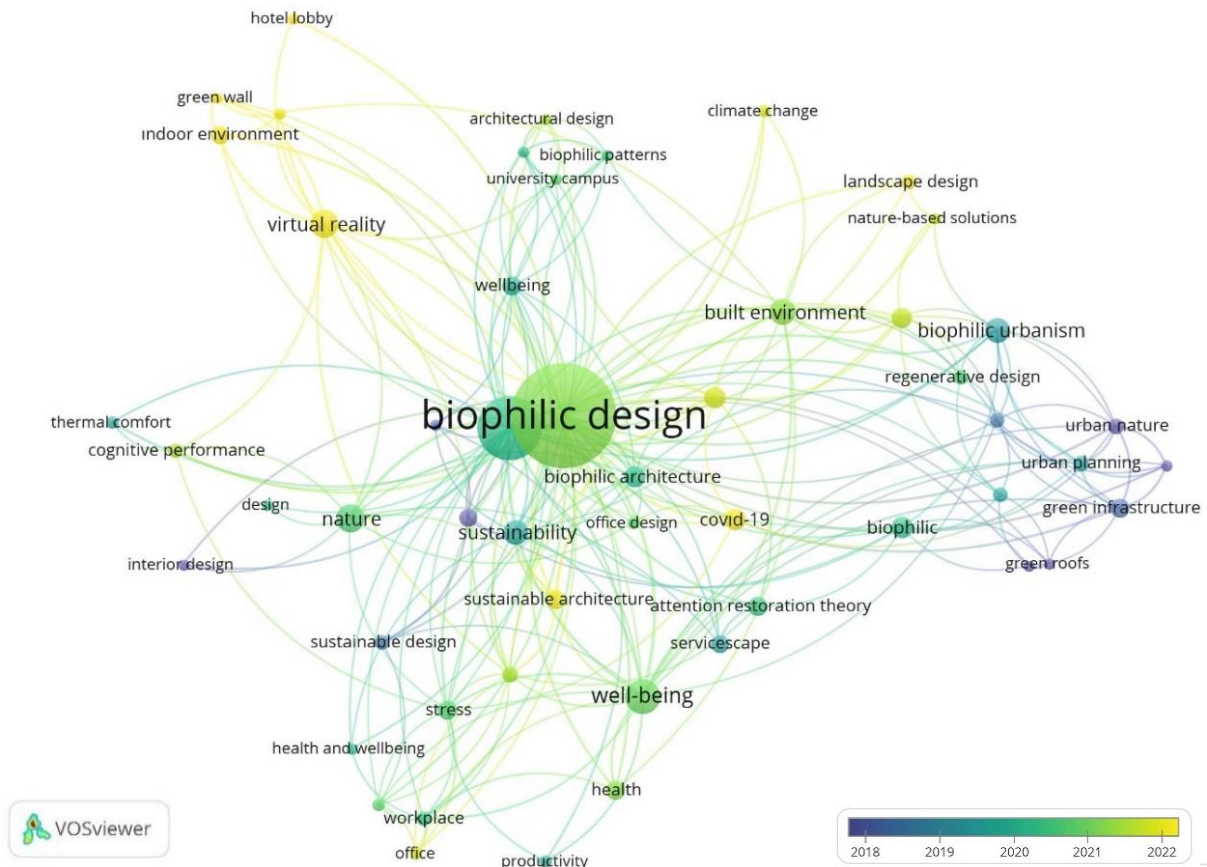 hotel lobby
green wall
ındoor environment
architectural design
climate change
biophilic patterns
university campus
landscape design
nature-based solutions
virtual reality
wellbeing
built environment
biophilic urbanism
regenerative design
biophilic design
thermal comfort
urban nature
cognitive performance
biophilic architecture
urban planning
design
nature
office design
covıd-19
green infrastructure
sustainability
biophilic
interior design
green roofs
sustainable architecture
attention restoration theory
sustainable design
servicescape
well-being
stress
health and wellbeing
health
workplace
office
productivity
VOSviewer
2018 2019 2020 2021 2022